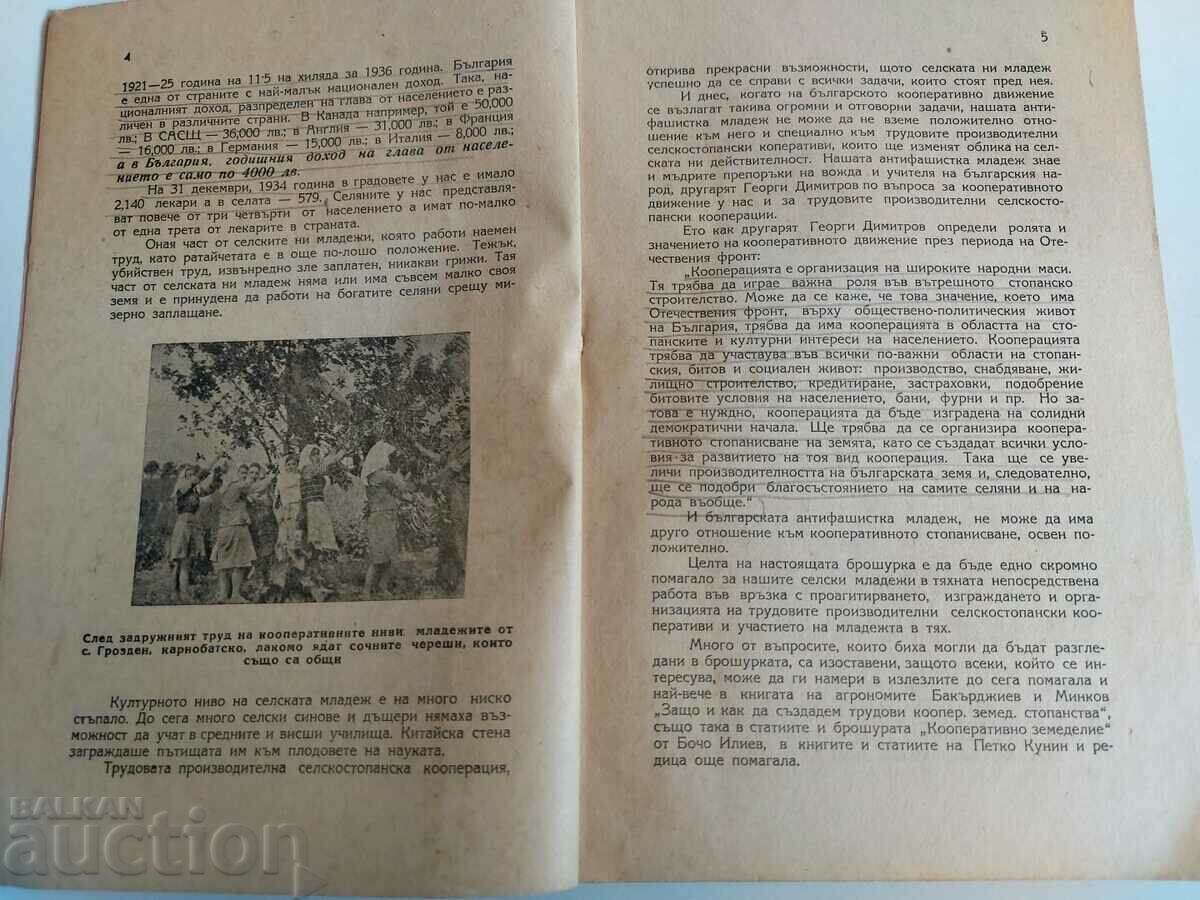 4
1921—25 година на 11·5 на хиляда за 1936 година. България
е една от страните с най-малък национален доход. Така, на-
ционалният доход, разпределен на глава от населението е раз-
личен в различните страни. В Канада например, той е 50,000
лв.; В САСЩ — 36,000 лв.; в Англия — 31,000 лв.; в Франция
— 16,000 лв.; в Германия — 15,000 лв.; в Италия — 8,000 лв.;
а в България, годишния доход на глава от населе-
нието е само по 4000 лв.
На 31 декември, 1934 година в градовете у нас е имало
2,140 лекари а в селата — 579. Селяните у нас представля-
ват повече от три четвърти от населението а имат по-малко
от една трета от лекарите в страната.
Оная част от селските ни младежи, която работи наемен
труд, като ратайчетата е в още по-лошо положение. Тежък,
убийствен труд, извънредно зле заплатен, никакви грижи. Тая
част от селската ни младеж няма или има съвсем малко своя
земя и е принудена да работи на богатите селяни срещу ми-
зерно заплащане.
След задружният труд на кооперативните ниви, младежите от
с. Грозден, карнобатско, лакомо ядат сочните череши, които
също са общи
Културното ниво на селската младеж е на много ниско
стъпало. До сега много селски синове и дъщери нямаха въз-
можност да учат в средните и висши училища. Китайска стена
заграждаше пътищата им към плодовете на науката.
Трудовата производителна селскостопанска кооперация,
5
открива прекрасни възможности, щото селската ни младеж
успешно да се справи с всички задачи, които стоят пред нея.
И днес, когато на българското кооперативно движение
се възлагат такива огромни и отговорни задачи, нашата анти-
фашистка младеж не може да не вземе положително отно-
шение към него и специално към трудовите производителни
селскостопански коперативи, които ще изменят облика на сел-
ската ни действителност. Нашата антифашистка младеж знае
и мъдрите препоръки на вожда и учителя на българския на-
род, другарят Георги Димитров по въпроса за кооперативното
движение у нас и за трудовите производителни селскосто-
пански кооперации.
Ето как другарят Георги Димитров определи ролята и
значението на кооперативното движение през периода на Оте-
чествения фронт:
„Кооперацията е организация на широките народни маси.
Тя трябва да играе важна роля във вътрешното стопанско
строителство. Може да се каже, че това значение, което има
Отечествения фронт, върху обществено-политическия живот
на България, трябва да има кооперацията в областта на сто-
панските и културни интереси на населението. Кооперацията
трябва да участвува във всички по-важни области на стопан-
ския, битов и социален живот: производство, снабдяване, жи-
лищно строителство, кредитиране, застраховки, подобрение
битовите условия на населението, бани, фурни и пр. Но за-
това е нуждно, кооперацията да бъде изградена на солидни
демократични начала. Ще трябва да се организира коопера-
тивното стопанисване на земята, като се създадат всички усло-
вия за развитието на тоя вид кооперация. Така ще се уве-
личи производителността на българската земя и, следователно,
ще се подобри благосъстоянието на самите селяни и на на-
рода въобще.“
И българската антифашистка младеж, не може да има
друго отношение към кооперативното стопанисване, освен по-
ложително.
Целта на настоящата брошурка е да бъде едно скромно
помагало за нашите селски младежи в тяхната непосредствена
работа във връзка с проагитирането, изграждането и орга-
низацията на трудовите производителни селскостопански коо-
перативи и участието на младежта в тях.
Много от въпросите, които биха могли да бъдат разгле-
дани в брошурката, са изоставени, защото всеки, който се ин-
тересува, може да ги намери в излезлите до сега помагала и
най-вече в книгата на агрономите Бакърджиев и Минков
„Защо и как да създадем трудови коопер. земед. стопанства“,
също така в статиите и брошурата „Кооперативно земеделие“
от Бочо Илиев, в книгите и статиите на Петко Кунин и ре-
дица още помагала.
BALKAN
auction